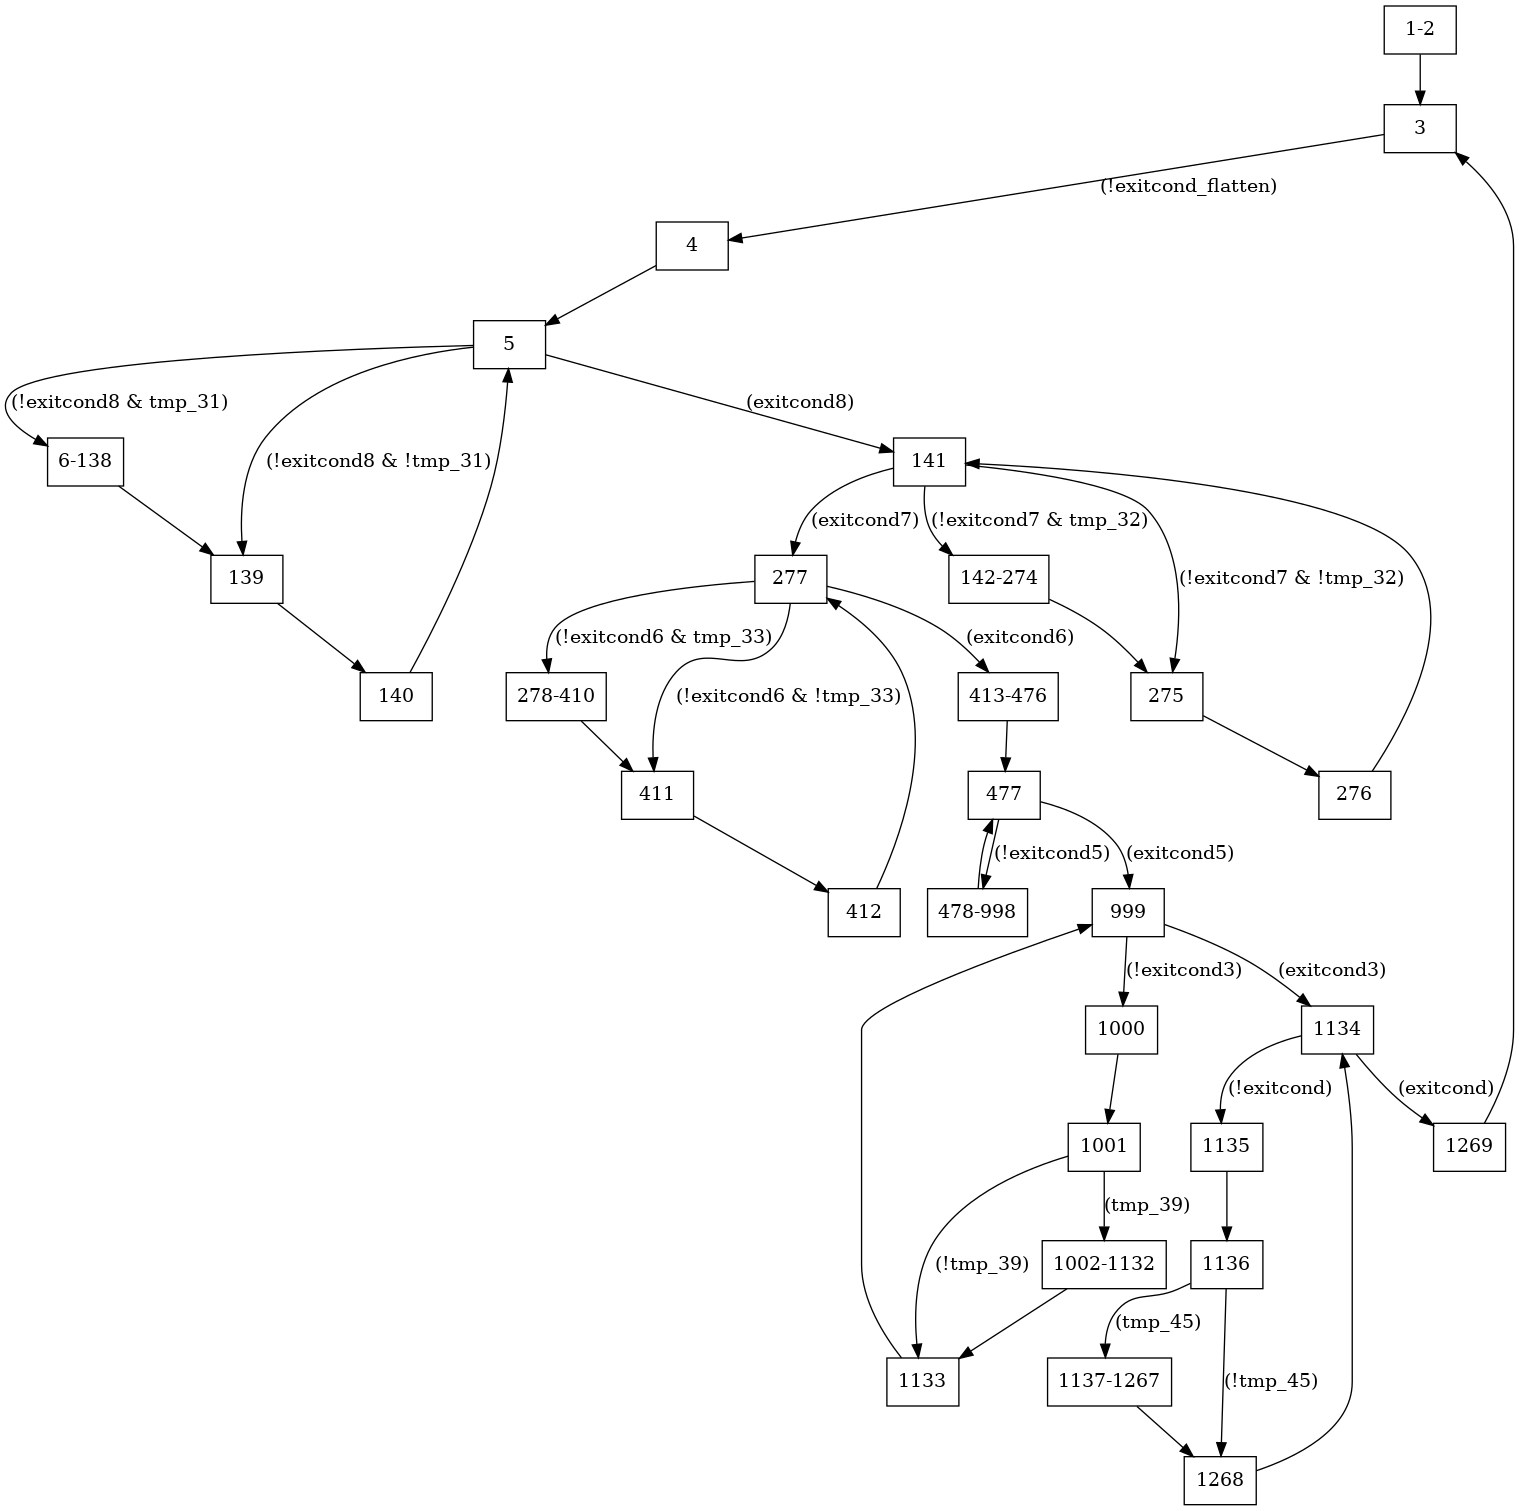 1-2
3
(!exitcond_flatten)
4
5
(!exitcond8 & tmp_31)
(exitcond8)
6-138
(!exitcond8 & !tmp_31)
141
(exitcond7)
(!exitcond7 & tmp_32)
139
277
142-274
(!exitcond7 & !tmp_32)
(!exitcond6 & tmp_33)
(exitcond6)
140
278-410
(!exitcond6 & !tmp_33)
413-476
275
411
477
276
(!exitcond5)
(exitcond5)
412
478-998
999
(!exitcond3)
(exitcond3)
1000
1134
(!exitcond)
(exitcond)
1001
1135
1269
(tmp_39)
(!tmp_39)
1002-1132
1136
(tmp_45)
1133
1137-1267
(!tmp_45)
1268